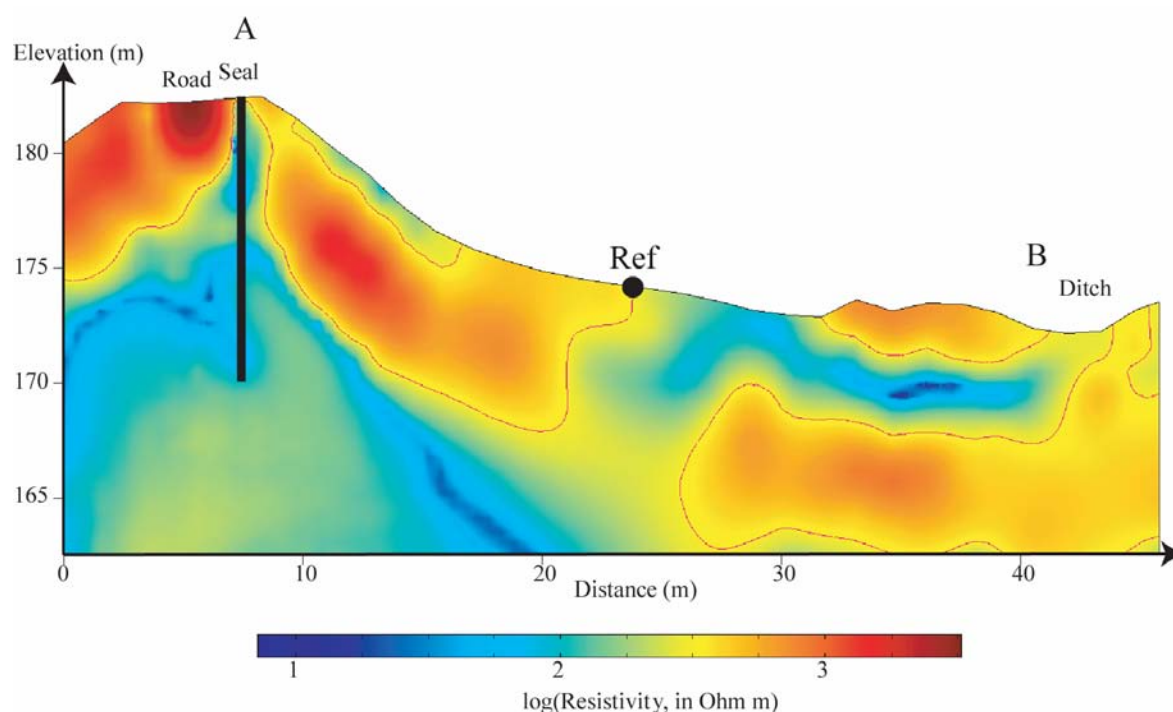 A
Elevation (m)
Road Seal
180
175
Ref
B
Ditch
170
165
0 10 20 30 40
Distance (m)
1 2 3
log(Resistivity, in Ohm m)